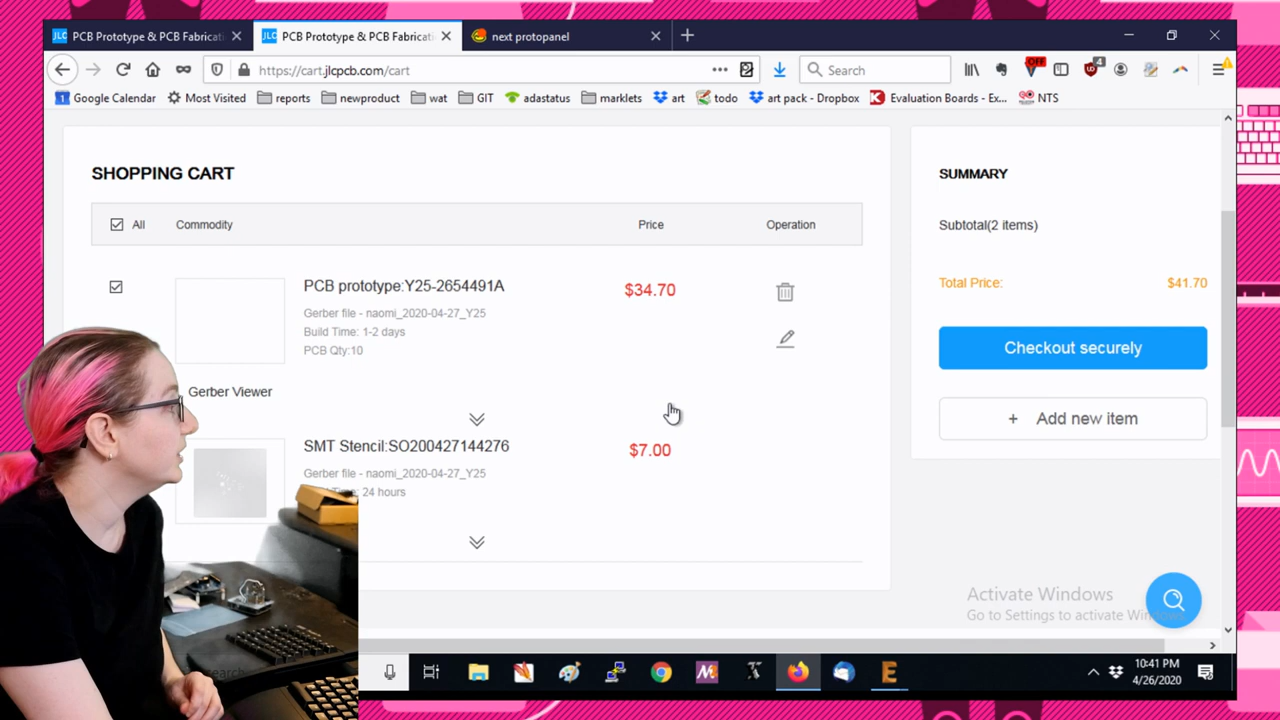 PCB Prototype & PCB Fabricati
PCB Prototype & PCB Fabricatio
next protopanel
https://cart.jlcpcb.com/cart
Search
OFF
4
Google Calendar
Most Visited
reports
newproduct
wat
GIT
adastatus
marklets
art
todo
art pack - Dropbox
Evaluation Boards - Ex...
NTS
SHOPPING CART
All
Commodity
Price
Operation
PCB prototype:Y25-2654491A
$34.70
Gerber file - naomi_2020-04-27_Y25
Build Time: 1-2 days
PCB Qty:10
Gerber Viewer
SMT Stencil:SO200427144276
$7.00
Gerber file - naomi_2020-04-27_Y25
: 24 hours
SUMMARY
Subtotal(2 items)
Total Price:
$41.70
Checkout securely
+ Add new item
Activate Windows
Go to Settings to activate Windows.
10:41 PM
4/26/2020